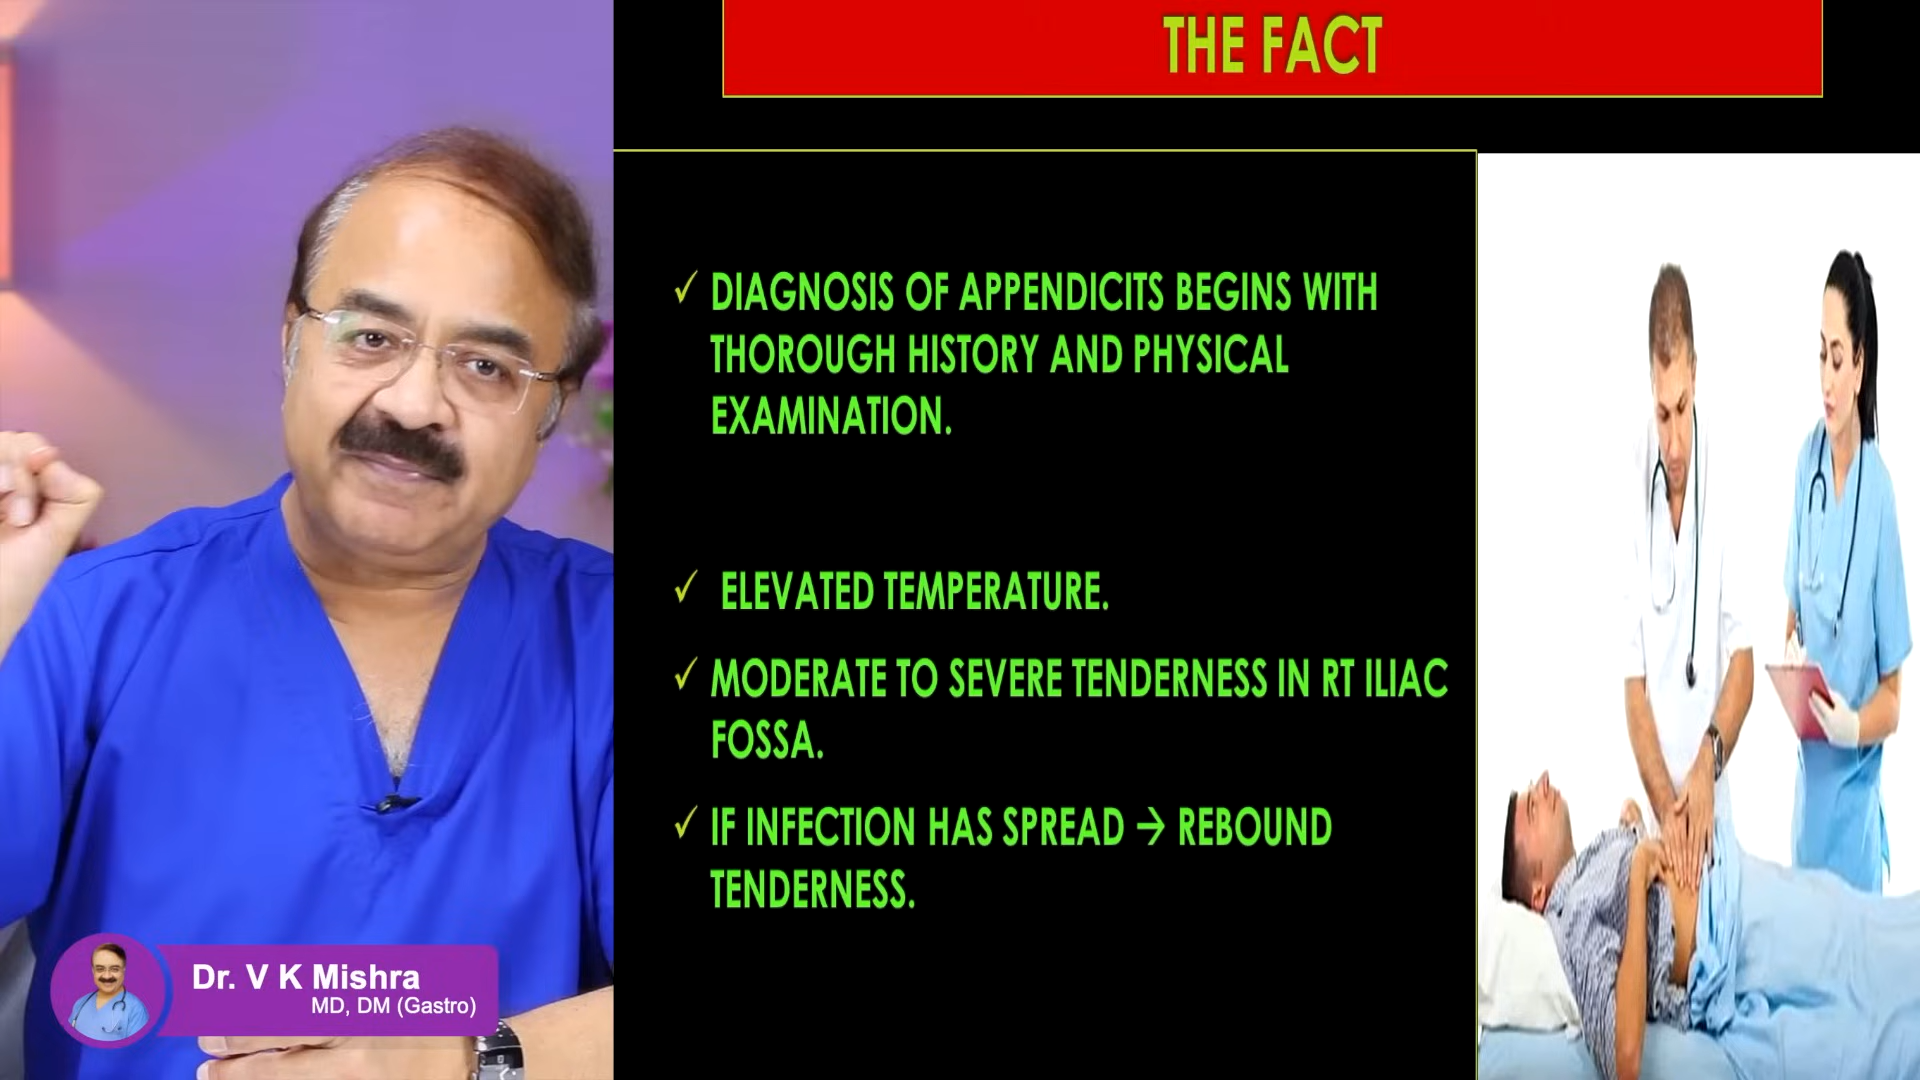 THE FACT
✓ DIAGNOSIS OF APPENDICITS BEGINS WITH
THOROUGH HISTORY AND PHYSICAL
EXAMINATION.
✓ ELEVATED TEMPERATURE.
✓ MODERATE TO SEVERE TENDERNESS IN RT ILIAC
FOSSA.
✓ IF INFECTION HAS SPREAD → REBOUND
TENDERNESS.
Dr. V K Mishra
MD, DM (Gastro)